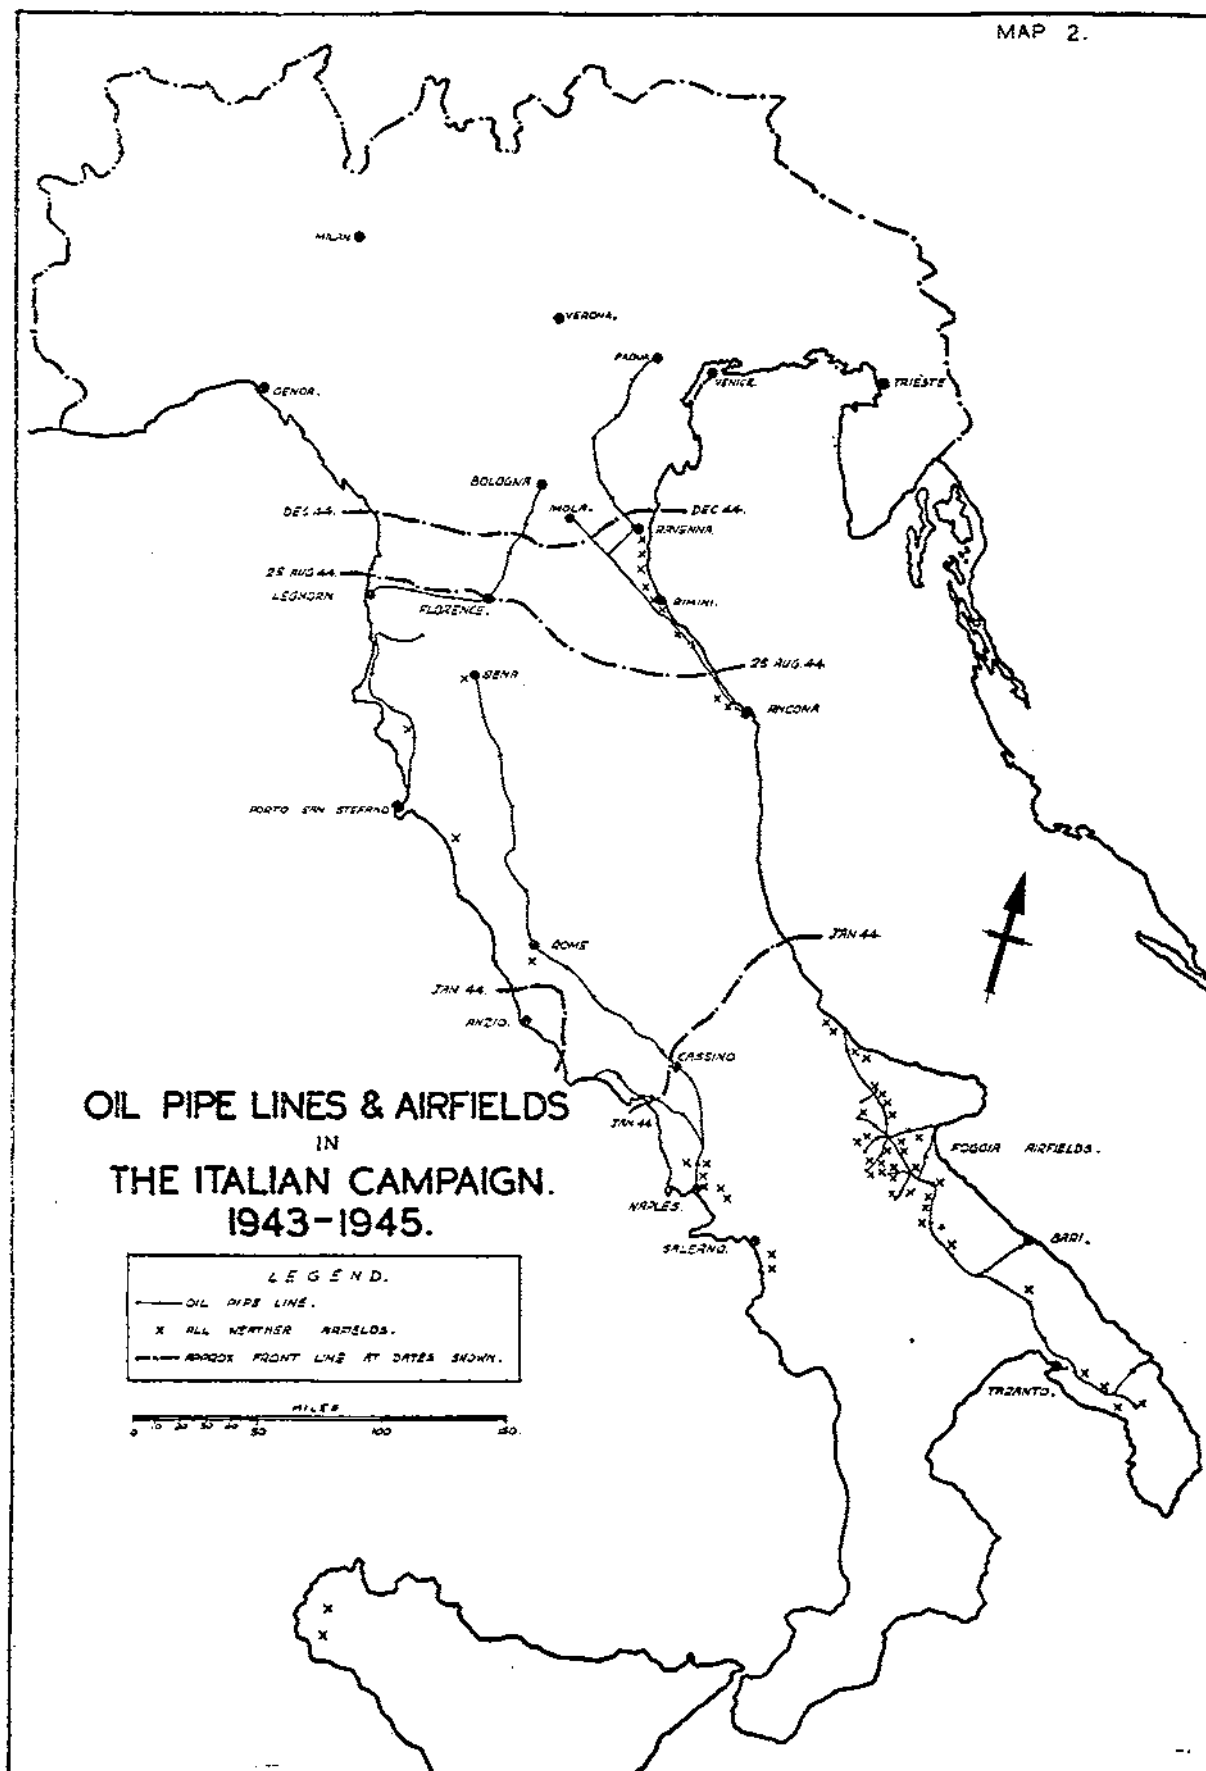 MAP 2.
MILAN
VERONA.
PADUA
VENICE.
TRIESTE
GENOA.
BOLOGNA
IMOLA.
DEC 44.
DEC 44.
RAVENNA.
25 AUG 44.
LEGHORN
FLORENCE.
RIMINI.
SIENA
25 AUG. 44.
ANCONA
PORTO SAN STEFANO
ROME
JAN 44.
JAN 44.
ANZIO.
CASSINO
JAN 44
OIL PIPE LINES & AIRFIELDS
IN
THE ITALIAN CAMPAIGN.
1943-1945.
FOGGIA AIRFIELDS.
NAPLES.
SALERNO.
BARI.
TARANTO.
LEGEND.
OIL PIPE LINE.
X ALL WEATHER AIRFIELDS.
APPROX FRONT LINE AT DATES SHOWN.
MILES
0 10 20 30 40 50 100 150.